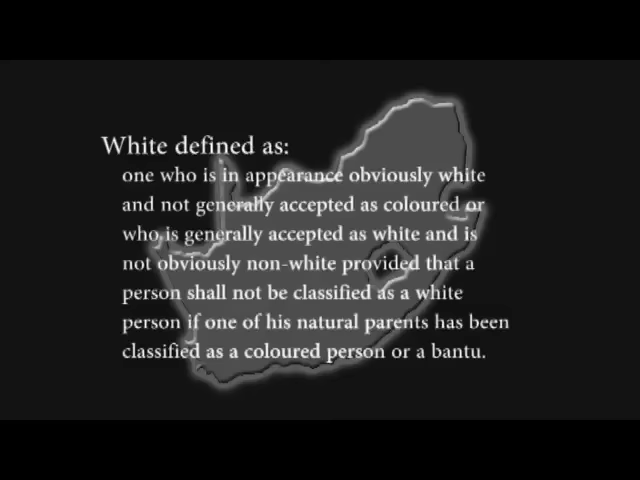 White defined as:
one who is in appearance obviously white
and not generally accepted as coloured or
who is generally accepted as white and is
not obviously non-white provided that a
person shall not be classified as a white
person if one of his natural parents has been
classified as a coloured person or a bantu.